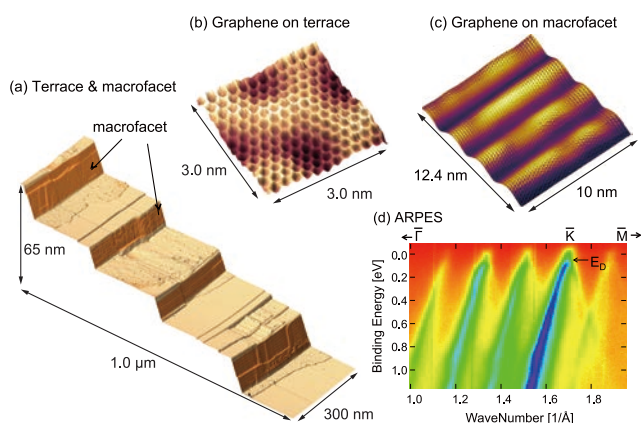 (b) Graphene on terrace
(c) Graphene on macrofacet
(a) Terrace & macrofacet
macrofacet
3.0 nm
3.0 nm
12.4 nm
10 nm
65 nm
1.0 μm
300 nm
(d) ARPES
Γ̅
K̅
M̅
E_D
Binding Energy [eV]
0.0
0.2
0.4
0.6
0.8
1.0
1.0
1.2
1.4
1.6
1.8
WaveNumber [1/Å]